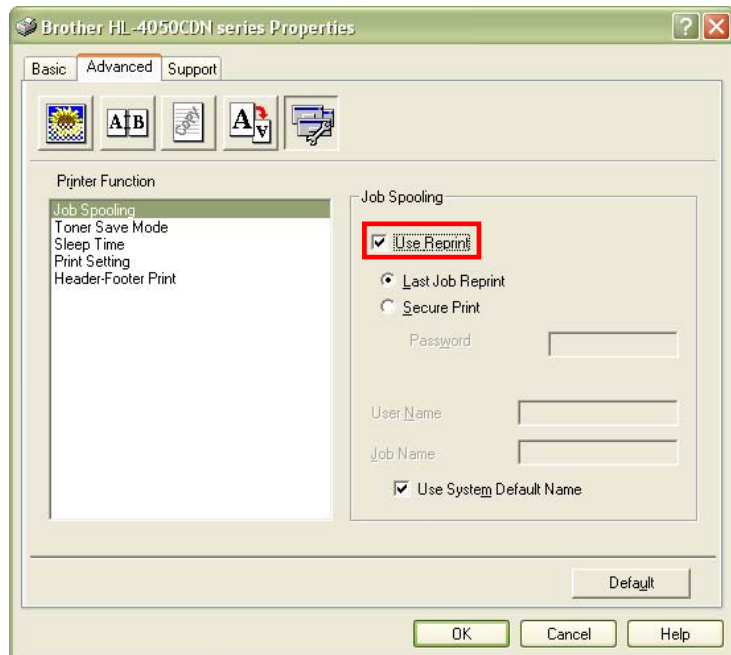 Brother HL-4050CDN series Properties
Basic Advanced Support
A B
copy
A A
Printer Function
Job Spooling
Toner Save Mode
Sleep Time
Print Setting
Header-Footer Print
Job Spooling
Use Reprint
Last Job Reprint
Secure Print
Password
User Name
Job Name
Use System Default Name
Default
OK Cancel Help